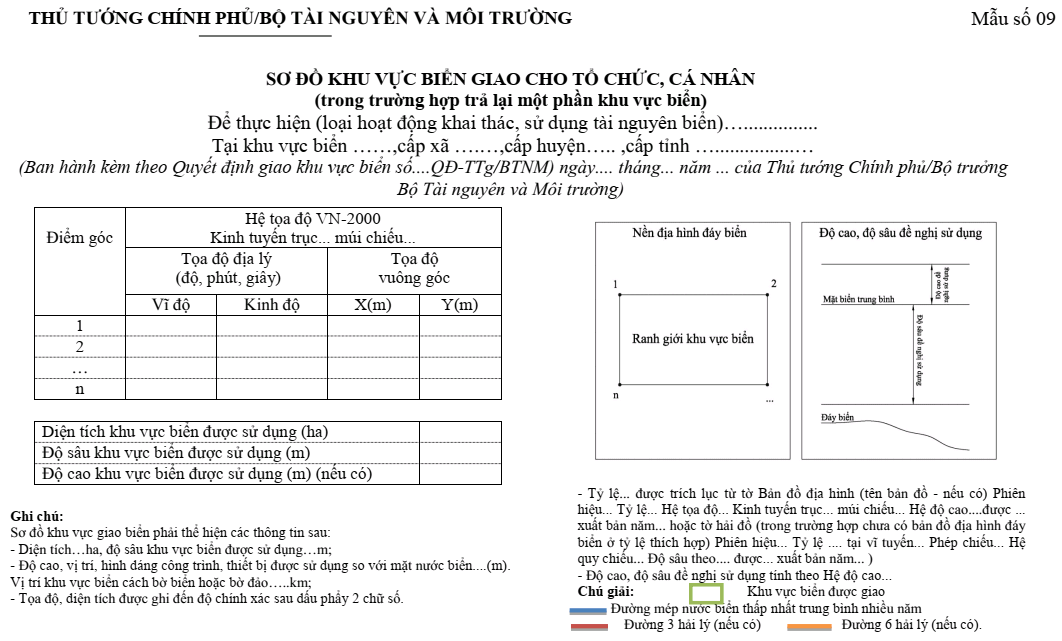 THỦ TƯỚNG CHÍNH PHỦ/BỘ TÀI NGUYÊN VÀ MÔI TRƯỜNG
Mẫu số 09
SƠ ĐỒ KHU VỰC BIỂN GIAO CHO TỔ CHỨC, CÁ NHÂN
(trong trường hợp trả lại một phần khu vực biển)
Để thực hiện (loại hoạt động khai thác, sử dụng tài nguyên biển)…...............
Tại khu vực biển ……,cấp xã …….,cấp huyện….. ,cấp tỉnh …................…
(Ban hành kèm theo Quyết định giao khu vực biển số....QĐ-TTg/BTNM) ngày.... tháng... năm ... của Thủ tướng Chính phủ/Bộ trưởng
Bộ Tài nguyên và Môi trường)
Điểm góc
Hệ tọa độ VN-2000
Kinh tuyến trục... múi chiếu...
Tọa độ địa lý
(độ, phút, giây)
Tọa độ
vuông góc
Vĩ độ
Kinh độ
X(m)
Y(m)
1
2
…
n
Diện tích khu vực biển được sử dụng (ha)
Độ sâu khu vực biển được sử dụng (m)
Độ cao khu vực biển được sử dụng (m) (nếu có)
Ghi chú:
Sơ đồ khu vực giao biển phải thể hiện các thông tin sau:
- Diện tích…ha, độ sâu khu vực biển được sử dụng…m;
- Độ cao, vị trí, hình dáng công trình, thiết bị được sử dụng so với mặt nước biển....(m).
Vị trí khu vực biển cách bờ biển hoặc bờ đảo…..km;
- Tọa độ, diện tích được ghi đến độ chính xác sau dấu phẩy 2 chữ số.
Nền địa hình đáy biển
1
2
Ranh giới khu vực biển
n
...
Độ cao, độ sâu đề nghị sử dụng
Độ cao đề
nghị sử dụng
Mặt biển trung bình
Độ sâu đề nghị sử dụng
Đáy biển
- Tỷ lệ... được trích lục từ tờ Bản đồ địa hình (tên bản đồ - nếu có) Phiên
hiệu... Tỷ lệ... Hệ tọa độ... Kinh tuyến trục... múi chiếu... Hệ độ cao....được ...
xuất bản năm... hoặc tờ hải đồ (trong trường hợp chưa có bản đồ địa hình đáy
biển ở tỷ lệ thích hợp) Phiên hiệu... Tỷ lệ .... tại vĩ tuyến... Phép chiếu... Hệ
quy chiếu... Độ sâu theo.... được... xuất bản năm... )
- Độ cao, độ sâu đề nghị sử dụng tính theo Hệ độ cao...
Chú giải: Khu vực biển được giao
Đường mép nước biển thấp nhất trung bình nhiều năm
Đường 3 hải lý (nếu có) Đường 6 hải lý (nếu có).